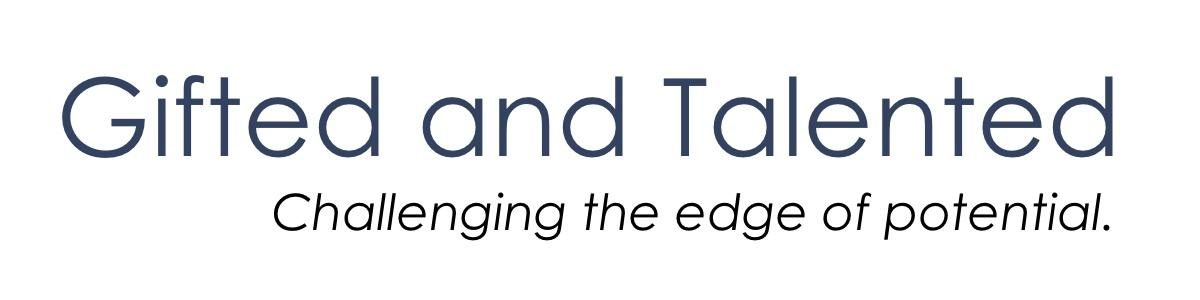 Gifted and Talented
Challenging the edge of potential.